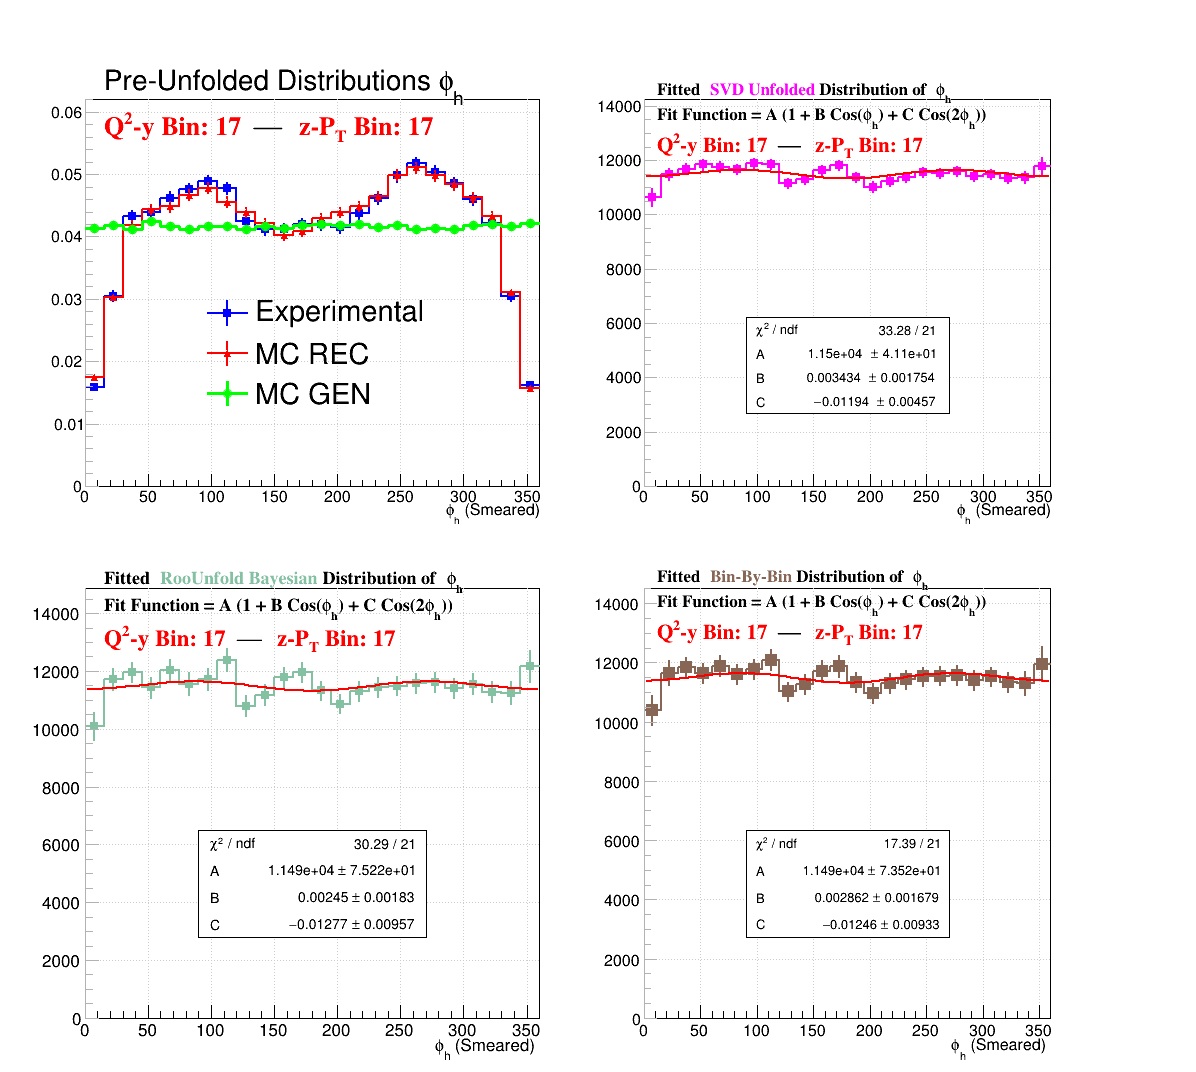 Pre-Unfolded Distributions ϕh
Q²-y Bin: 17 — z-PT Bin: 17
0.06
0.05
0.04
0.03
0.02
0.01
0
Experimental
MC REC
MC GEN
0 50 100 150 200 250 300 350
ϕh (Smeared)
Fitted SVD Unfolded Distribution of ϕh
Fit Function = A (1 + B Cos(ϕh) + C Cos(2ϕh))
Q²-y Bin: 17 — z-PT Bin: 17
14000
12000
10000
8000
6000
4000
2000
0
χ² / ndf 33.28 / 21
A 1.15e+04 ± 4.11e+01
B 0.003434 ± 0.001754
C −0.01194 ± 0.00457
0 50 100 150 200 250 300 350
ϕh (Smeared)
Fitted RooUnfold Bayesian Distribution of ϕh
Fit Function = A (1 + B Cos(ϕh) + C Cos(2ϕh))
Q²-y Bin: 17 — z-PT Bin: 17
14000
12000
10000
8000
6000
4000
2000
0
χ² / ndf 30.29 / 21
A 1.149e+04 ± 7.522e+01
B 0.00245 ± 0.00183
C −0.01277 ± 0.00957
0 50 100 150 200 250 300 350
ϕh (Smeared)
Fitted Bin-By-Bin Distribution of ϕh
Fit Function = A (1 + B Cos(ϕh) + C Cos(2ϕh))
Q²-y Bin: 17 — z-PT Bin: 17
14000
12000
10000
8000
6000
4000
2000
0
χ² / ndf 17.39 / 21
A 1.149e+04 ± 7.352e+01
B 0.002862 ± 0.001679
C −0.01246 ± 0.00933
0 50 100 150 200 250 300 350
ϕh (Smeared)